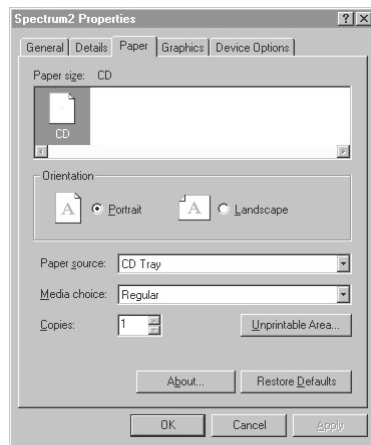 Spectrum2 Properties
General Details Paper Graphics Device Options
Paper size: CD
CD
Orientation
A Portrait A Landscape
Paper source: CD Tray
Media choice: Regular
Copies: 1 Unprintable Area...
About... Restore Defaults
OK Cancel Apply